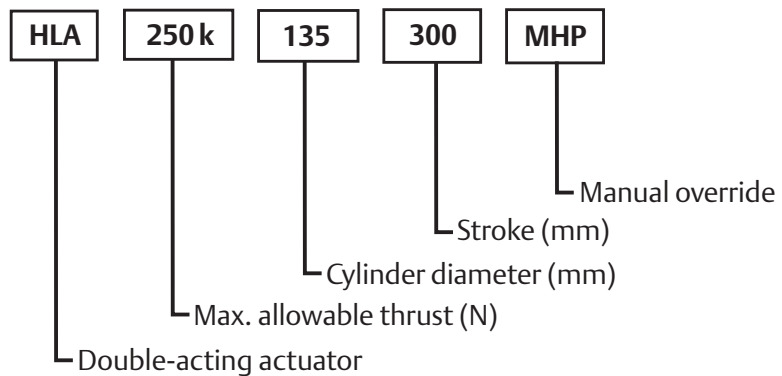 HLA 250 k 135 300 MHP
Manual override
Stroke (mm)
Cylinder diameter (mm)
Max. allowable thrust (N)
Double-acting actuator